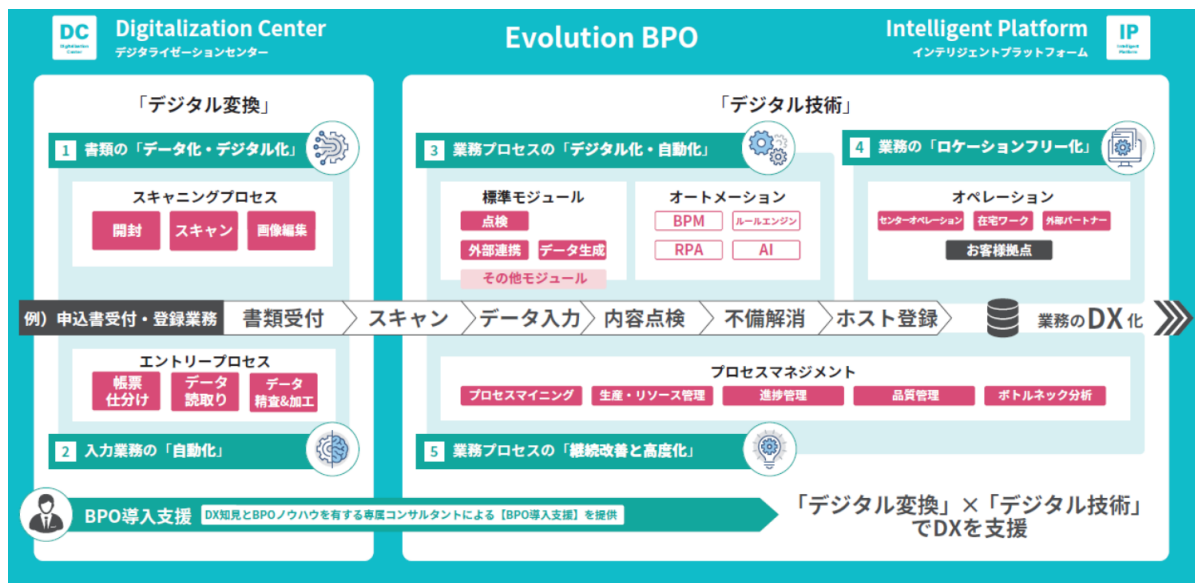 DC
Digitalization
Center
Digitalization Center
デジタライゼーションセンター
Evolution BPO
Intelligent Platform
インテリジェントプラットフォーム
IP
Intelligent
Platform
「デジタル変換」
1 書類の「データ化・デジタル化」
スキャニングプロセス
開封
スキャン
画像編集
「デジタル技術」
3 業務プロセスの「デジタル化・自動化」
標準モジュール
点検
外部連携
データ生成
その他モジュール
オートメーション
BPM
ルールエンジン
RPA
AI
4 業務の「ロケーションフリー化」
オペレーション
センターオペレーション
在宅ワーク
外部パートナー
お客様拠点
例）申込書受付・登録業務
書類受付
スキャン
データ入力
内容点検
不備解消
ホスト登録
業務のDX化
エントリープロセス
帳票
仕分け
データ
読取り
データ
精査&加工
2 入力業務の「自動化」
プロセスマネジメント
プロセスマイニング
生産・リソース管理
進捗管理
品質管理
ボトルネック分析
5 業務プロセスの「継続改善と高度化」
BPO導入支援
DX知見とBPOノウハウを有する専属コンサルタントによる【BPO導入支援】を提供
「デジタル変換」×「デジタル技術」
でDXを支援